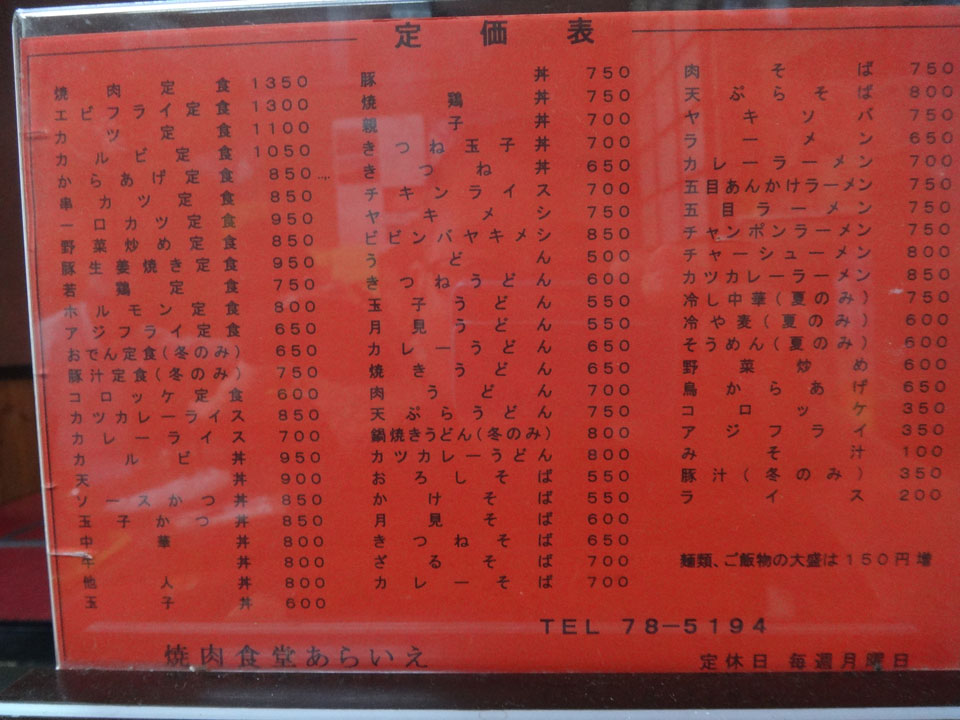 定価表
焼肉定食 1350
エビフライ定食 1300
カツ定食 1100
カルビ定食 1050
からあげ定食 850
串カツ定食 850
一口カツ定食 950
野菜炒め定食 850
豚生姜焼き定食 950
若鶏定食 750
ホルモン定食 800
アジフライ定食 650
おでん定食(冬のみ) 650
豚汁定食(冬のみ) 750
コロッケ定食 600
カツカレーライス 850
カレーライス 700
カルビ丼 950
天丼 900
ソースかつ丼 850
玉子かつ丼 850
中華丼 800
牛丼 800
他人丼 800
玉子丼 600
豚丼 750
焼鶏丼 750
親子丼 700
きつね玉子丼 700
きつね丼 650
チキンライス 700
ヤキメシ 750
ビビンバヤキメシ 850
うどん 500
きつねうどん 600
玉子うどん 550
月見うどん 550
カレーうどん 650
焼きうどん 650
肉うどん 700
天ぷらうどん 750
鍋焼きうどん(冬のみ) 800
カツカレーうどん 800
おろしそば 550
かけそば 550
月見そば 600
きつねそば 650
ざるそば 700
カレーそば 700
肉そば 750
天ぷらそば 800
ヤキソバ 750
ラーメン 650
カレーラーメン 700
五目あんかけラーメン 750
五目ラーメン 750
チャンポンラーメン 750
チャーシューメン 800
カツカレーラーメン 850
冷し中華(夏のみ) 750
冷や麦(夏のみ) 600
そうめん(夏のみ) 600
野菜炒め 600
鳥からあげ 650
コロッケ 350
アジフライ 350
みそ汁 100
豚汁(冬のみ) 350
ライス 200
麺類、ご飯物の大盛は150円増
TEL 78-5194
焼肉食堂あらいえ
定休日 毎週月曜日